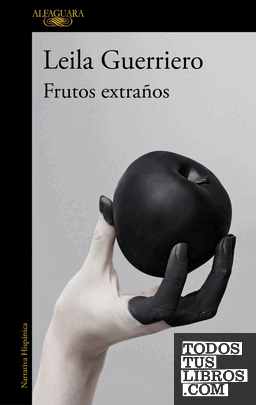 ALFAGUARA
Leila Guerriero
Frutos extraños
Narrativa Hispánica
TODOS
TUS
LIBROS
.COM